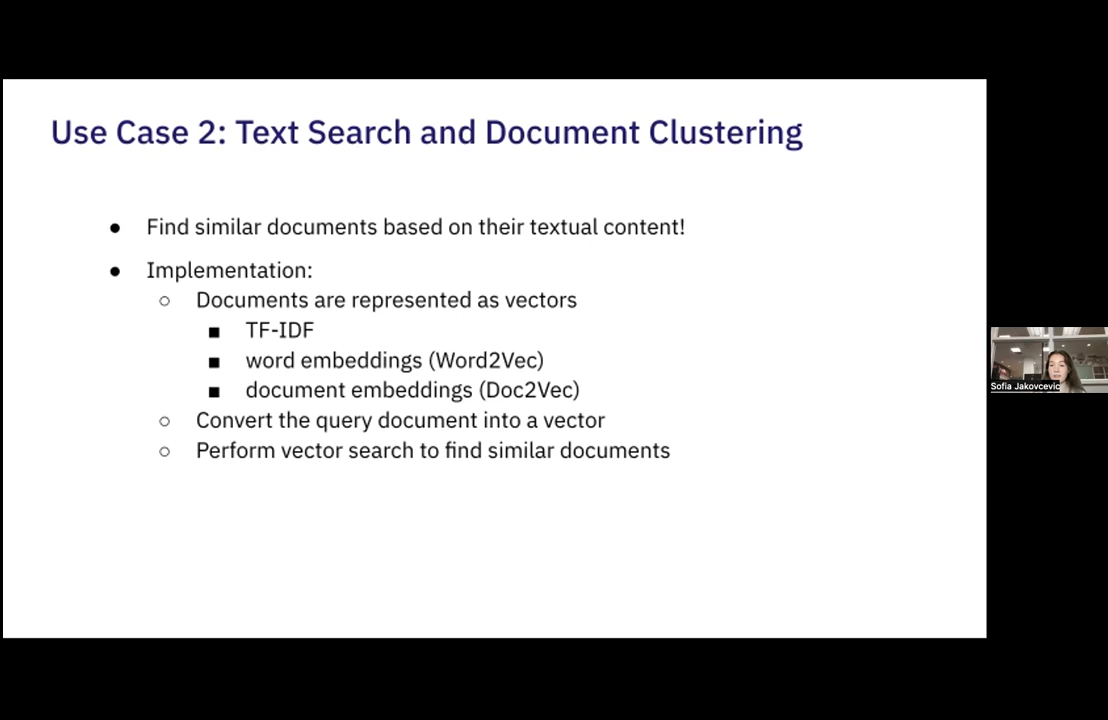 Use Case 2: Text Search and Document Clustering
● Find similar documents based on their textual content!
● Implementation:
○ Documents are represented as vectors
■ TF-IDF
■ word embeddings (Word2Vec)
■ document embeddings (Doc2Vec)
○ Convert the query document into a vector
○ Perform vector search to find similar documents
Sofia Jakovcevic